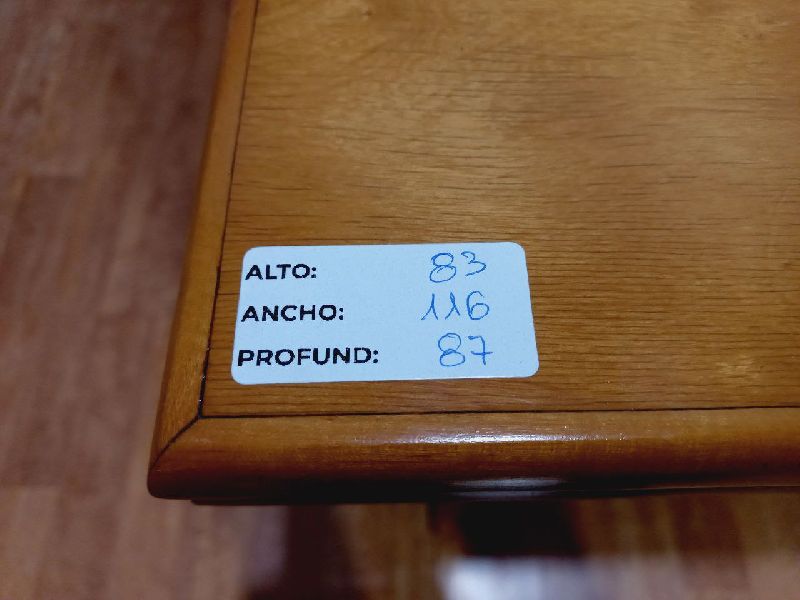 ALTO: 83
ANCHO: 116
PROFUND: 87